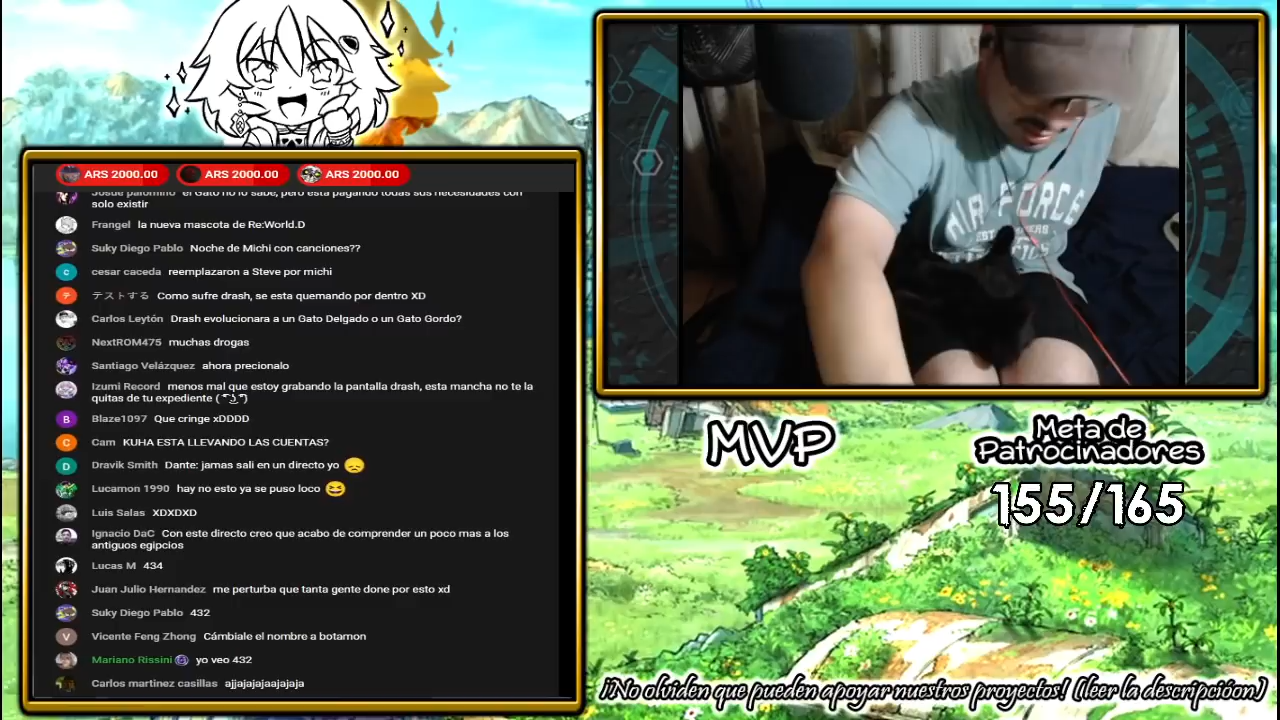 ARS 2000.00 ARS 2000.00 ARS 2000.00
Josué palomino el Gato no lo sabe, pero esta pagando todas sus necesidades con
solo existir
Frangel la nueva mascota de Re:World.D
Suky Diego Pablo Noche de Michi con canciones??
cesar caceda reemplazaron a Steve por michi
テストする Como sufre drash, se esta quemando por dentro XD
Carlos Leytón Drash evolucionara a un Gato Delgado o un Gato Gordo?
NextROM475 muchas drogas
Santiago Velázquez ahora precionalo
Izumi Record menos mal que estoy grabando la pantalla drash, esta mancha no te la
quitas de tu expediente ( ͡° ͜ʖ ͡°)
Blaze1097 Que cringe xDDDD
Cam KUHA ESTA LLEVANDO LAS CUENTAS?
Dravik Smith Dante: jamas sali en un directo yo 😞
Lucamon 1990 hay no esto ya se puso loco 😆
Luis Salas XDXDXD
Ignacio DaC Con este directo creo que acabo de comprender un poco mas a los
antiguos egipcios
Lucas M 434
Juan Julio Hernandez me perturba que tanta gente done por esto xd
Suky Diego Pablo 432
Vicente Feng Zhong Cámbiale el nombre a botamon
Mariano Rissini yo veo 432
Carlos martinez casillas ajjajajajaajajaja
AIR FORCE
MVP
Meta de
Patrocinadores
155/165
¡¡No olviden que pueden apoyar nuestros proyectos! (leer la descripcióon)